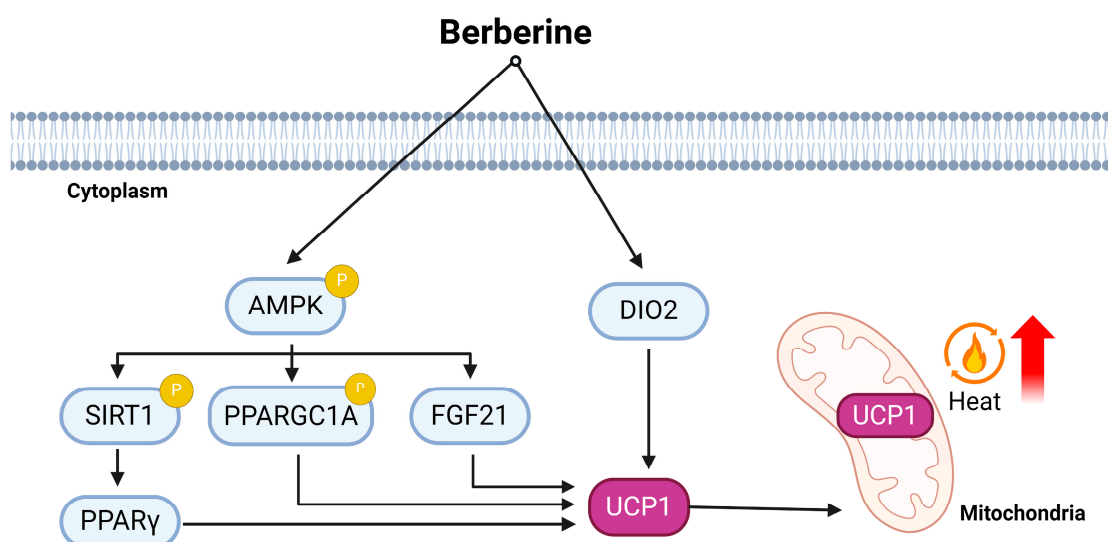 Berberine
Cytoplasm
P
AMPK
DIO2
P
P
SIRT1
PPARGC1A
FGF21
UCP1
Heat
PPARγ
UCP1
Mitochondria